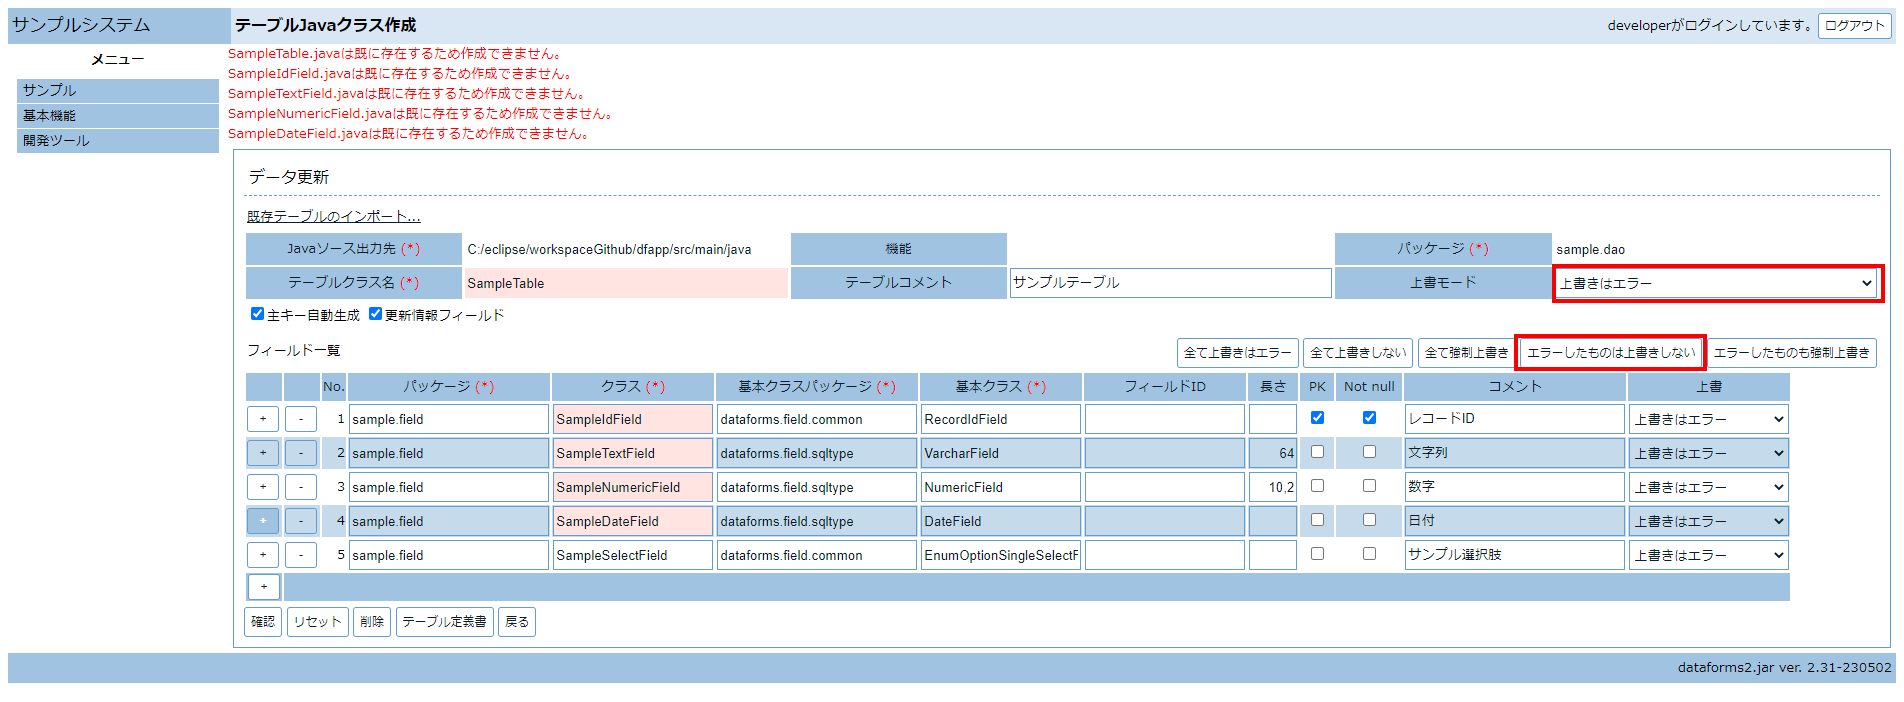 サンプルシステム テーブルJavaクラス作成 developerがログインしています。 ログアウト
メニュー
サンプル
基本機能
開発ツール
SampleTable.javaは既に存在するため作成できません。
SampleIdField.javaは既に存在するため作成できません。
SampleTextField.javaは既に存在するため作成できません。
SampleNumericField.javaは既に存在するため作成できません。
SampleDateField.javaは既に存在するため作成できません。
データ更新
既存テーブルのインポート...
Javaソース出力先 (*) C:/eclipse/workspaceGithub/dfapp/src/main/java 機能 パッケージ (*) sample.dao
テーブルクラス名 (*) SampleTable テーブルコメント サンプルテーブル 上書モード 上書きはエラー
主キー自動生成 更新情報フィールド
フィールド一覧 全て上書きはエラー 全て上書きしない 全て強制上書き エラーしたものは上書きしない エラーしたものも強制上書き
No. パッケージ (*) クラス (*) 基本クラスパッケージ (*) 基本クラス (*) フィールドID 長さ PK Not null コメント 上書
+ - 1 sample.field SampleIdField dataforms.field.common RecordIdField レコードID 上書きはエラー
+ - 2 sample.field SampleTextField dataforms.field.sqltype VarcharField 64 文字列 上書きはエラー
+ - 3 sample.field SampleNumericField dataforms.field.sqltype NumericField 10,2 数字 上書きはエラー
+ - 4 sample.field SampleDateField dataforms.field.sqltype DateField 日付 上書きはエラー
+ - 5 sample.field SampleSelectField dataforms.field.common EnumOptionSingleSelectF サンプル選択肢 上書きはエラー
+
確認 リセット 削除 テーブル定義書 戻る
dataforms2.jar ver. 2.31-230502